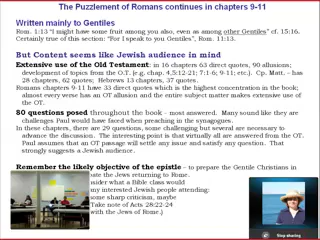 The Puzzlement of Romans continues in chapters 9-11
Written mainly to Gentiles
Rom. 1:13 "I might have some fruit among you also, even as among other Gentiles" cf. 15:16.
Certainly true of this section: "For I speak to you Gentiles", Rom. 11:13.
But Content seems like Jewish audience in mind
Extensive use of the Old Testament: in 16 chapters 63 direct quotes, 90 allusions;
development of topics from the O.T. (e.g. chap. 4,5:12-21; 7:1-6; 9-11; etc.). Cp. Matt. – has
28 chapters, 62 quotes; Hebrews 13 chapters, 37 quotes.
Romans chapters 9-11 have 33 direct quotes which is the highest concentration in the book;
almost every verse has an OT allusion and the entire subject matter makes extensive use of
the OT.
80 questions posed throughout the book – most answered. Many sound like they are
challenges Paul would have faced when preaching in the synagogues.
In these chapters, there are 29 questions, some challenging but several are necessary to
advance the discussion. The interesting point is that virtually all are answered from the OT.
Paul assumes that an OT passage will settle any issue and satisfy any question. That
strongly suggests a Jewish audience.
Remember the likely objective of the epistle – to prepare the Gentile Christians in
pate the Jews returning to Rome.
sider what a Bible class would
any interested Jewish people attending:
some sharp criticism, maybe
Take note of Acts 28:22-24
with the Jews of Rome.)
Stop sharing